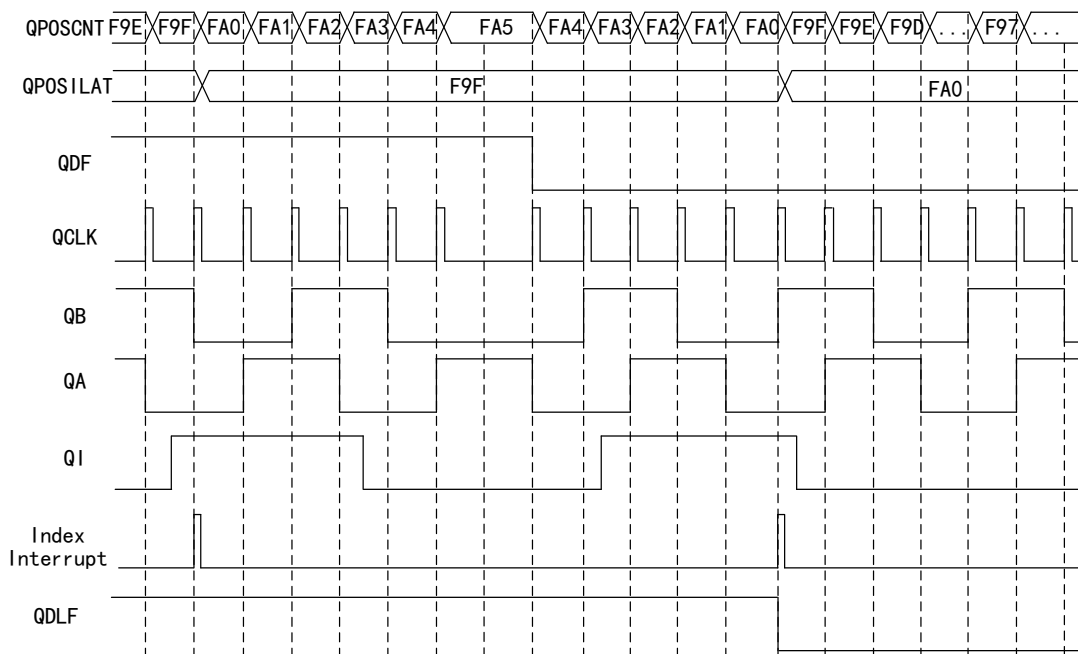 QPOSCNT F9E F9F FA0 FA1 FA2 FA3 FA4 FA5 FA4 FA3 FA2 FA1 FA0 F9F F9E F9D ... F97 ...
QPOSILAT F9F FA0
QDF
QCLK
QB
QA
QI
Index
Interrupt
QDLF